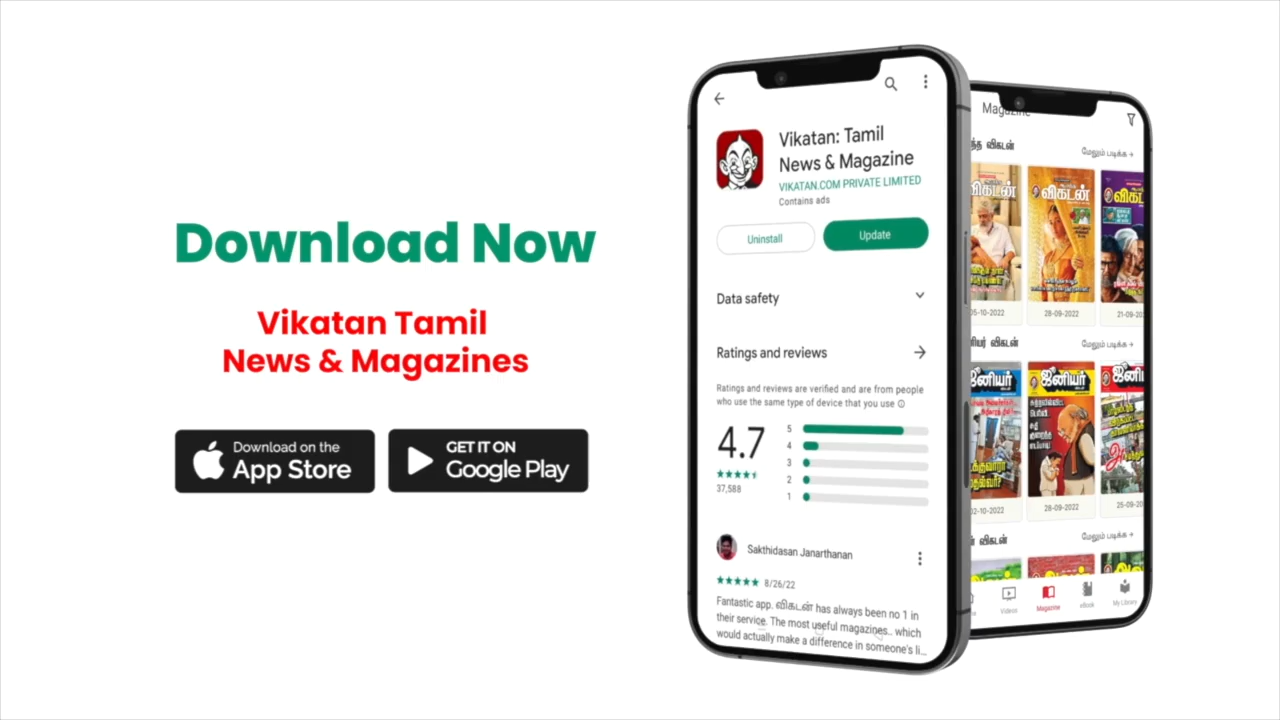 Download Now
Vikatan Tamil
News & Magazines
Download on the
App Store
GET IT ON
Google Play
Vikatan: Tamil
News & Magazine
VIKATAN.COM PRIVATE LIMITED
Contains ads
Uninstall
Update
Data safety
Ratings and reviews
Ratings and reviews are verified and are from people
who use the same type of device that you use
4.7
5
4
3
2
1
37,588
Sakthidasan Janarthanan
8/26/22
Fantastic app. விகடன் has always been no 1 in
their service. The most useful magazines.. which
would actually make a difference in someone's li...
Magazine
விகடன்
மேலும் படிக்க
விகடன்
28-09-2022
21-09-20
விகடன்
மேலும் படிக்க
ஜூனியர்
ஜூனியர்
02-10-2022
28-09-2022
25-09-20
விகடன்
மேலும் படிக்க
Videos
Magazine
eBook
My Library